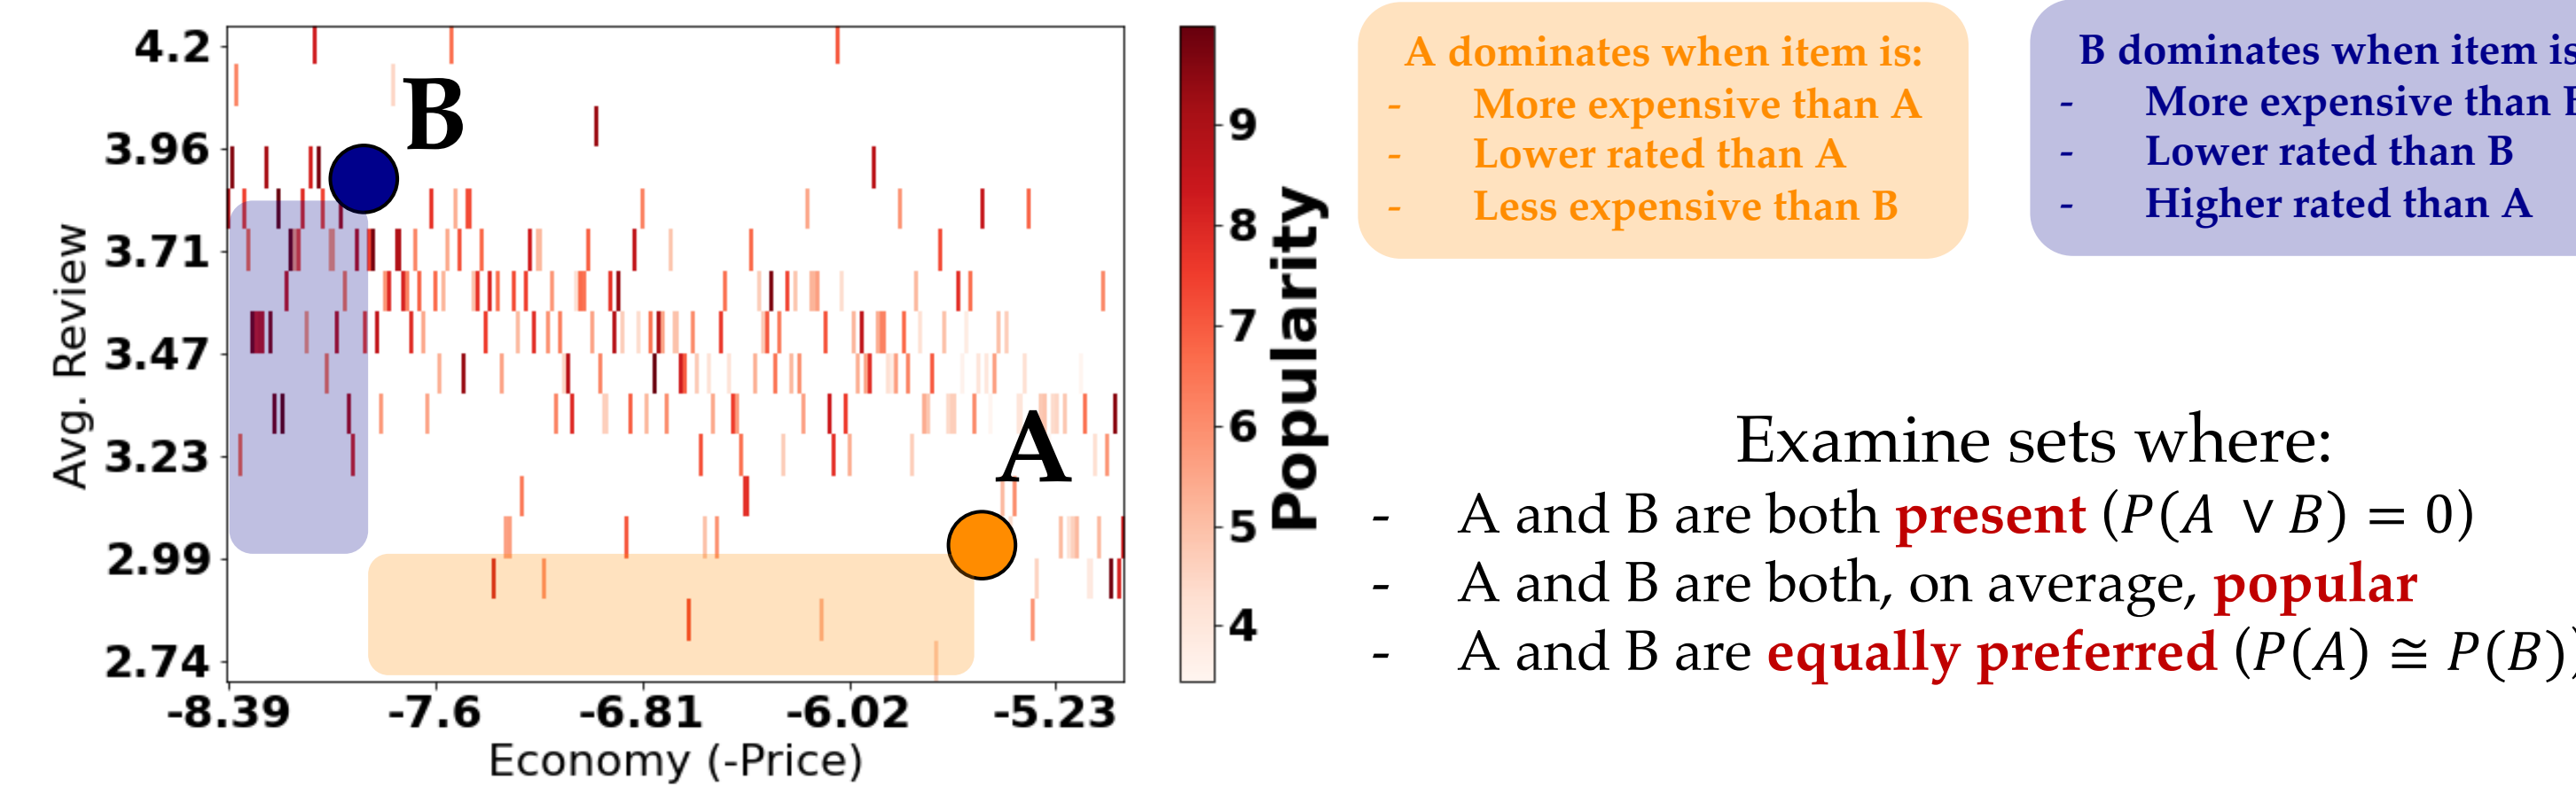 4.2
3.96
3.71
3.47
3.23
2.99
2.74
Avg. Review
-8.39 -7.6 -6.81 -6.02 -5.23
Economy (-Price)
B
A
9
8
7
6
5
4
Popularity
A dominates when item is:
- More expensive than A
- Lower rated than A
- Less expensive than B
B dominates when item is
- More expensive than
- Lower rated than B
- Higher rated than A
Examine sets where:
- A and B are both present (P(A ∨ B) = 0)
- A and B are both, on average, popular
- A and B are equally preferred (P(A) ≅ P(B))